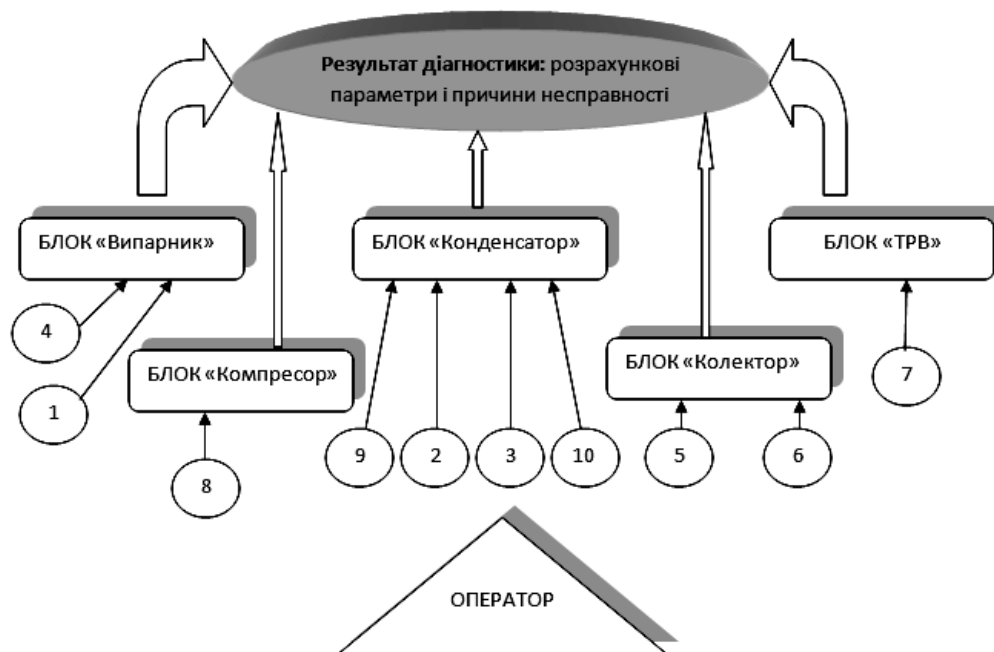 Результат діагностики: розрахункові
параметри і причини несправності
БЛОК «Випарник»
БЛОК «Конденсатор»
БЛОК «ТРВ»
4
1
БЛОК «Компресор»
БЛОК «Колектор»
7
8
9
2
3
10
5
6
ОПЕРАТОР